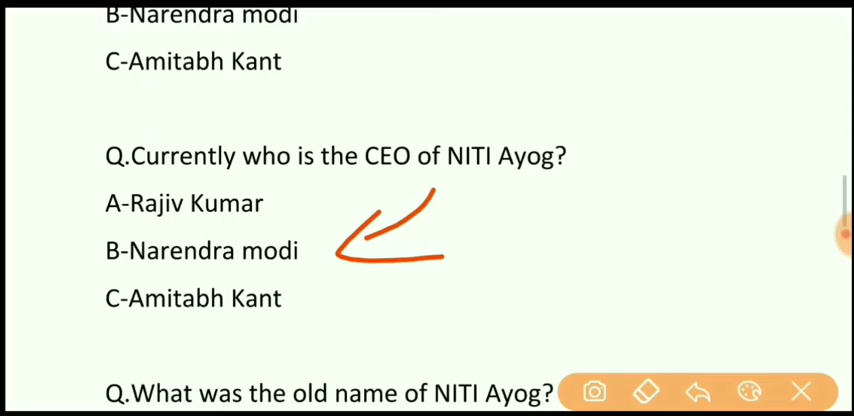 B-Narendra modi
C-Amitabh Kant
Q.Currently who is the CEO of NITI Ayog?
A-Rajiv Kumar
B-Narendra modi
C-Amitabh Kant
Q.What was the old name of NITI Ayog?